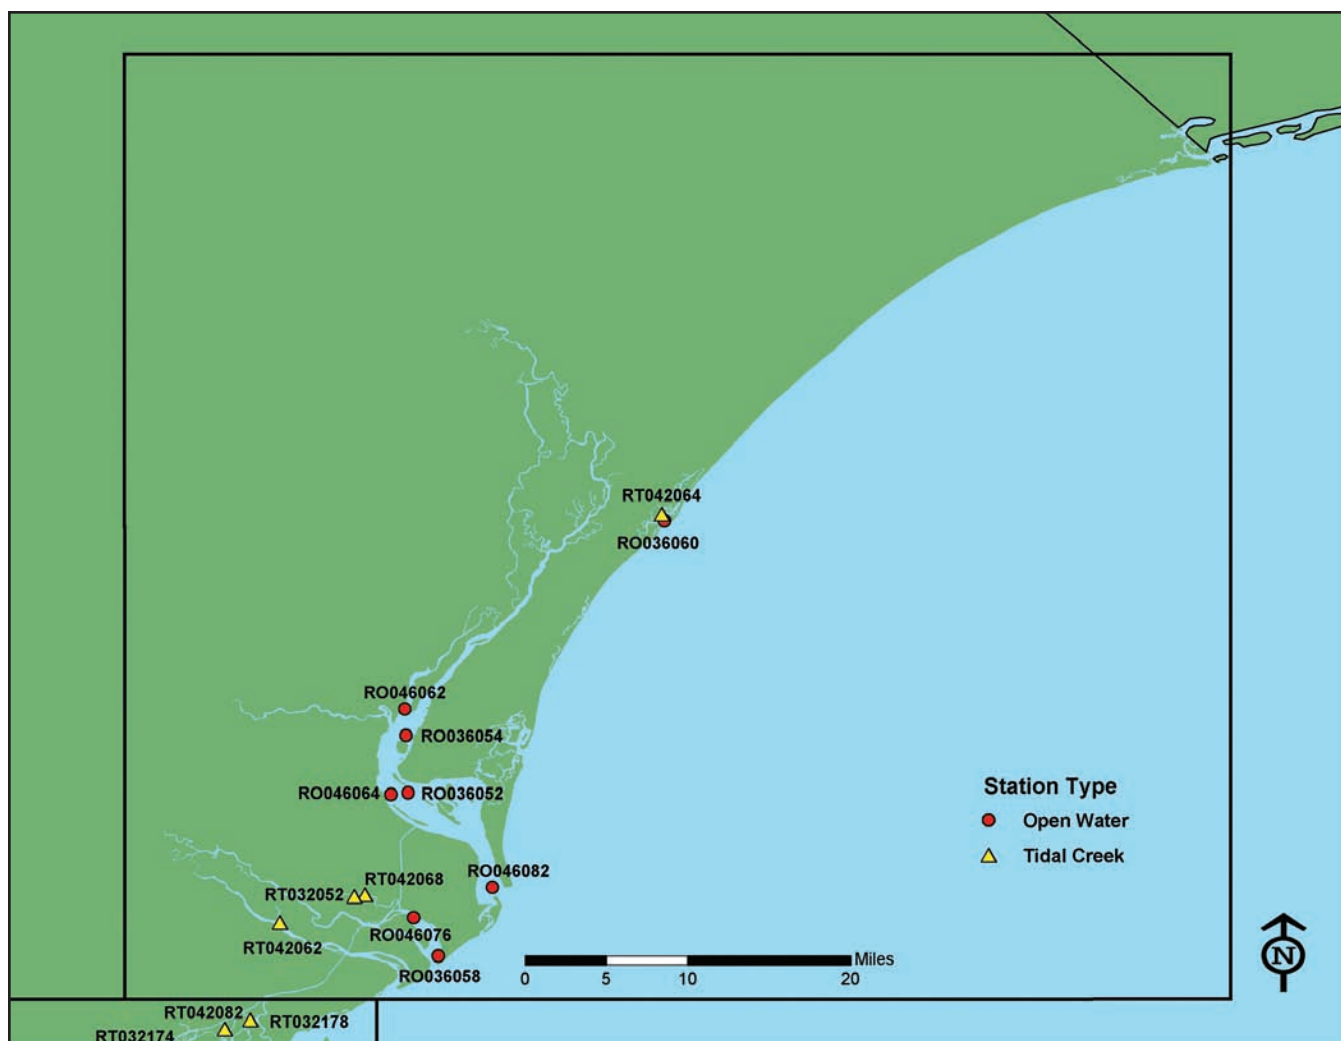 RT042064
RO036060
RO046062
RO036054
RO046064
RO036052
Station Type
Open Water
Tidal Creek
RO046082
RT042068
RT032052
RO046076
RT042062
RO036058
Miles
0 5 10 20
N
RT042082
RT032178
RT032174